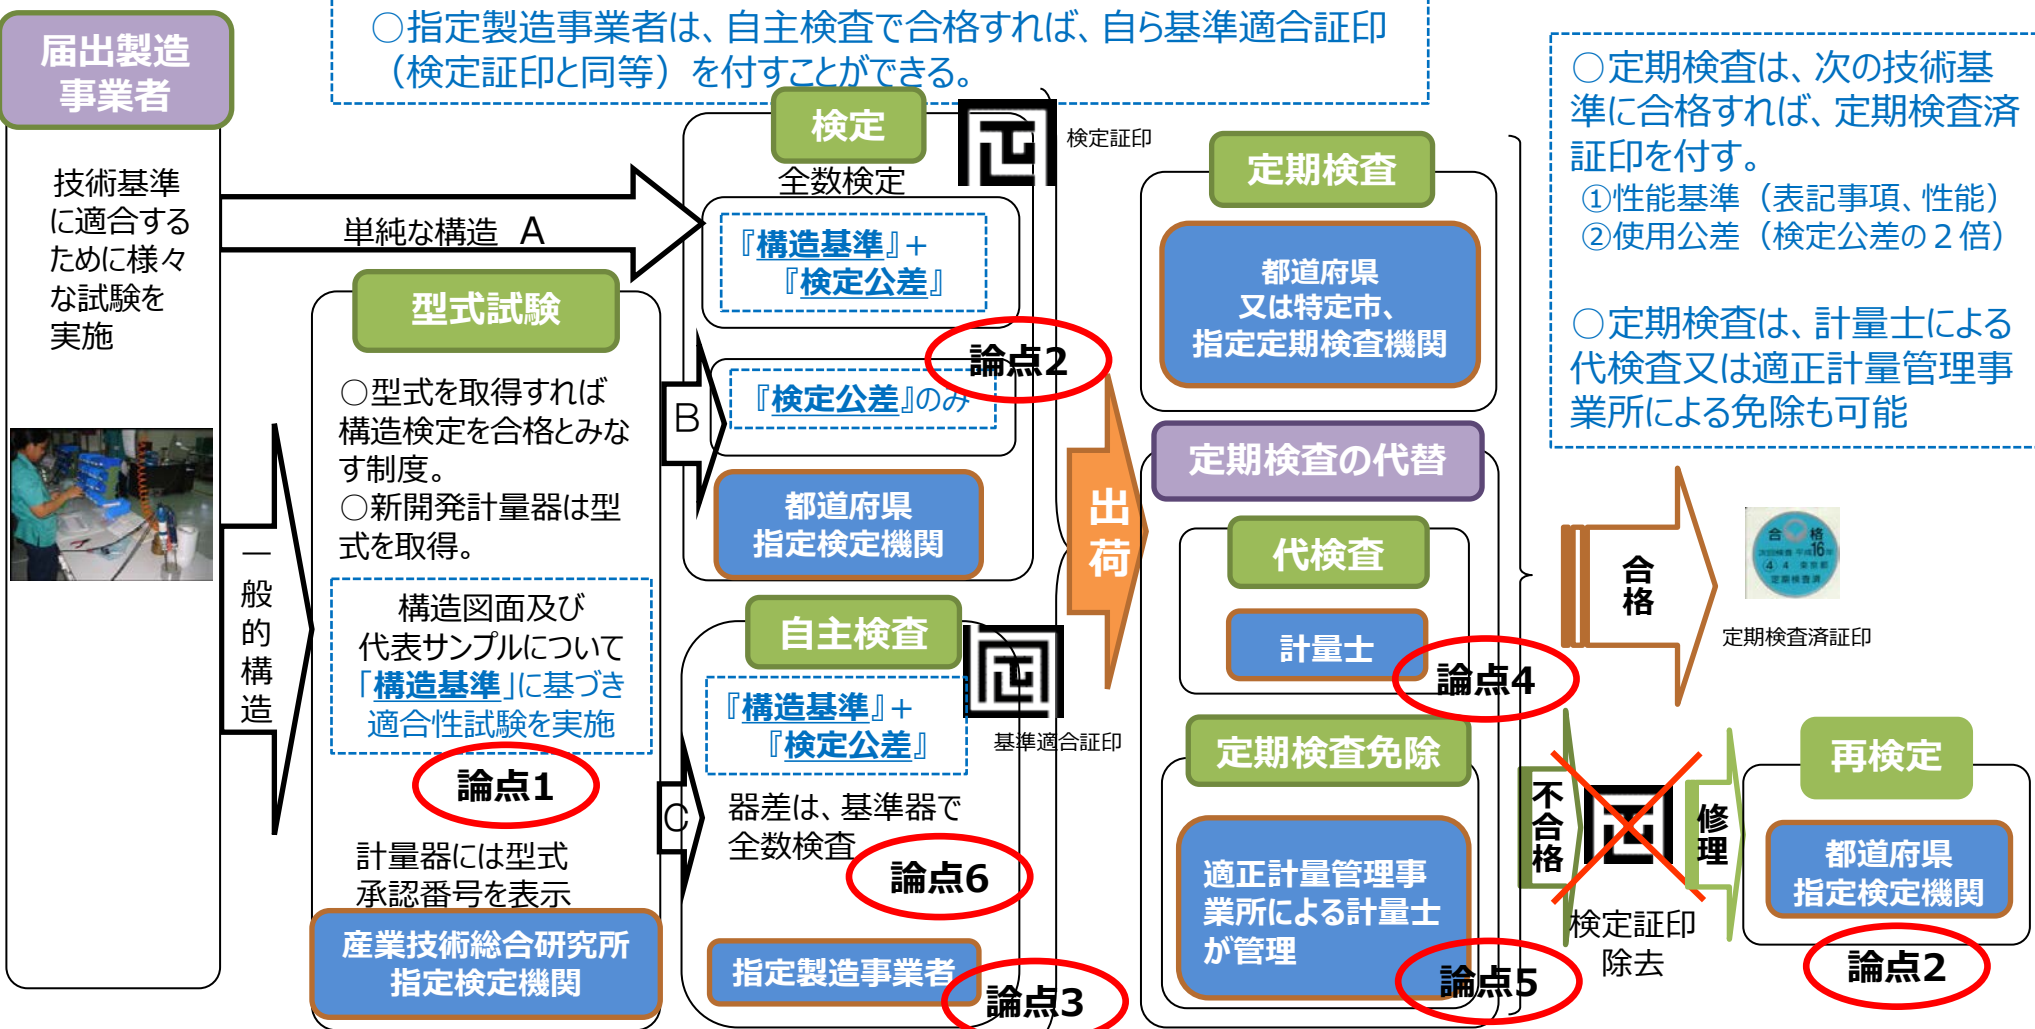 ○指定製造事業者は、自主検査で合格すれば、自ら基準適合証印
（検定証印と同等）を付すことができる。
届出製造
事業者
技術基準
に適合する
ために様々
な試験を
実施
単純な構造 A
一般的構造
型式試験
○型式を取得すれば
構造検定を合格とみな
す制度。
○新開発計量器は型
式を取得。
構造図面及び
代表サンプルについて
「構造基準」に基づき
適合性試験を実施
論点1
計量器には型式
承認番号を表示
産業技術総合研究所
指定検定機関
B
C
検定
全数検定
検定証印
『構造基準』+
『検定公差』
論点2
『検定公差』のみ
都道府県
指定検定機関
自主検査
『構造基準』+
『検定公差』
基準適合証印
器差は、基準器で
全数検査
論点6
指定製造事業者
論点3
出荷
定期検査
都道府県
又は特定市、
指定定期検査機関
定期検査の代替
代検査
計量士
論点4
定期検査免除
適正計量管理事
業所による計量士
が管理
論点5
○定期検査は、次の技術基
準に合格すれば、定期検査済
証印を付す。
①性能基準（表記事項、性能）
②使用公差（検定公差の２倍）
○定期検査は、計量士による
代検査又は適正計量管理事
業所による免除も可能
合格
合 格
次回検査 平成16年
④ 4 東京都
定期検査済
定期検査済証印
不合格
検定証印
除去
修理
再検定
都道府県
指定検定機関
論点2